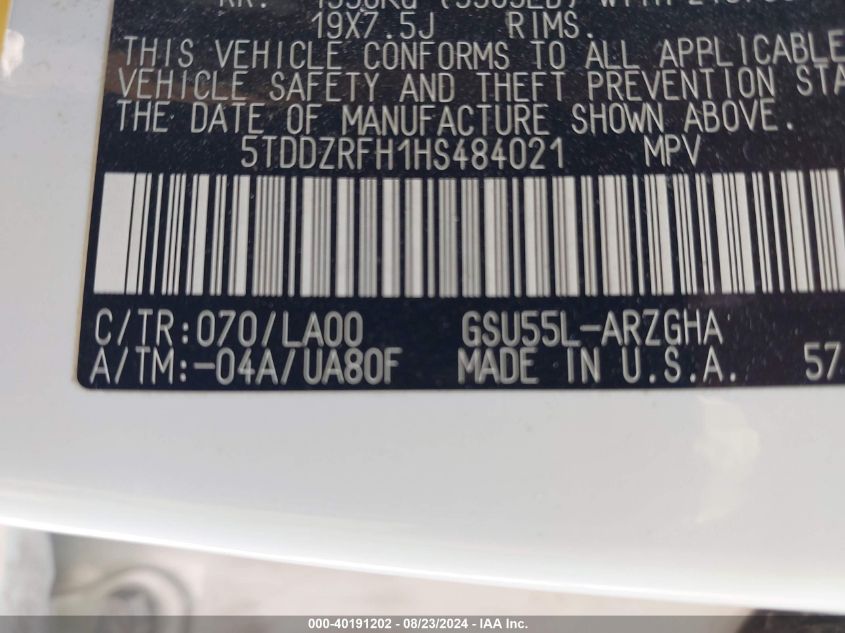 19X7.5J RIMS.
THIS VEHICLE CONFORMS TO ALL APPLICABLE
VEHICLE SAFETY AND THEFT PREVENTION STA
THE DATE OF MANUFACTURE SHOWN ABOVE.
5TDDZRFH1HS484021 MPV
C/TR:070/LA00 GSU55L-ARZGHA
A/TM:-04A/UA80F MADE IN U.S.A. 57
000-40191202 - 08/23/2024 - IAA Inc.